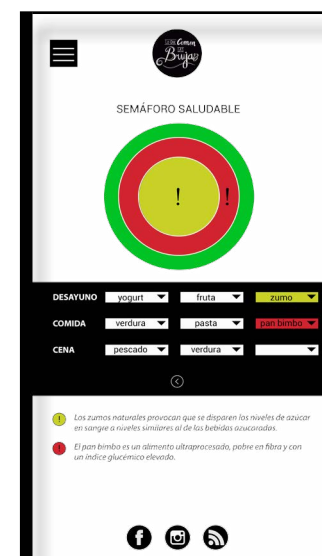 Comen
Brujas
SEMÁFORO SALUDABLE
! !
DESAYUNO yogurt fruta zumo
COMIDA verdura pasta pan bimbo
CENA pescado verdura
! Los zumos naturales provocan que se disparen los niveles de azúcar
en sangre a niveles similares al de las bebidas azucaradas.
! El pan bimbo es un alimento ultraprocesado, pobre en fibra y con
un índice glucémico elevado.